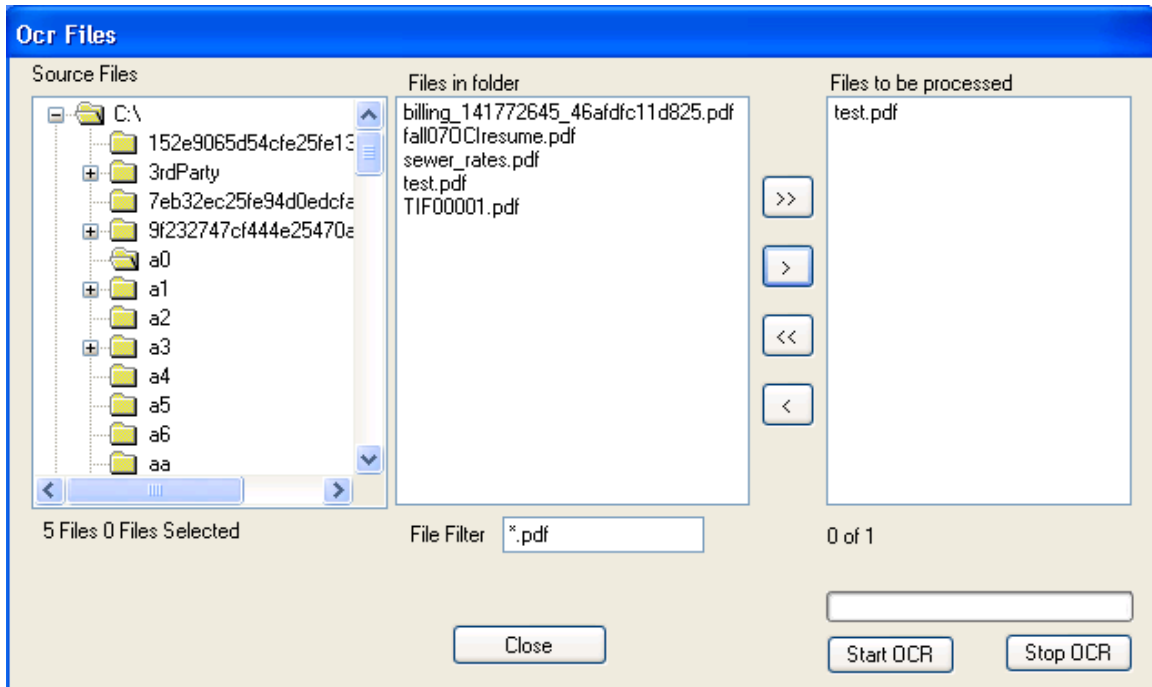 Ocr Files
Source Files
C:\
152e9065d54cfe25fe13
3rdParty
7eb32ec25fe94d0edcfa
9f232747cf444e25470a
a0
a1
a2
a3
a4
a5
a6
aa
5 Files 0 Files Selected
Files in folder
billing_141772645_46afdfc11d825.pdf
fall07OCIresume.pdf
sewer_rates.pdf
test.pdf
TIF00001.pdf
File Filter *.pdf
>>
>
<<
<
Files to be processed
test.pdf
0 of 1
Close
Start OCR
Stop OCR